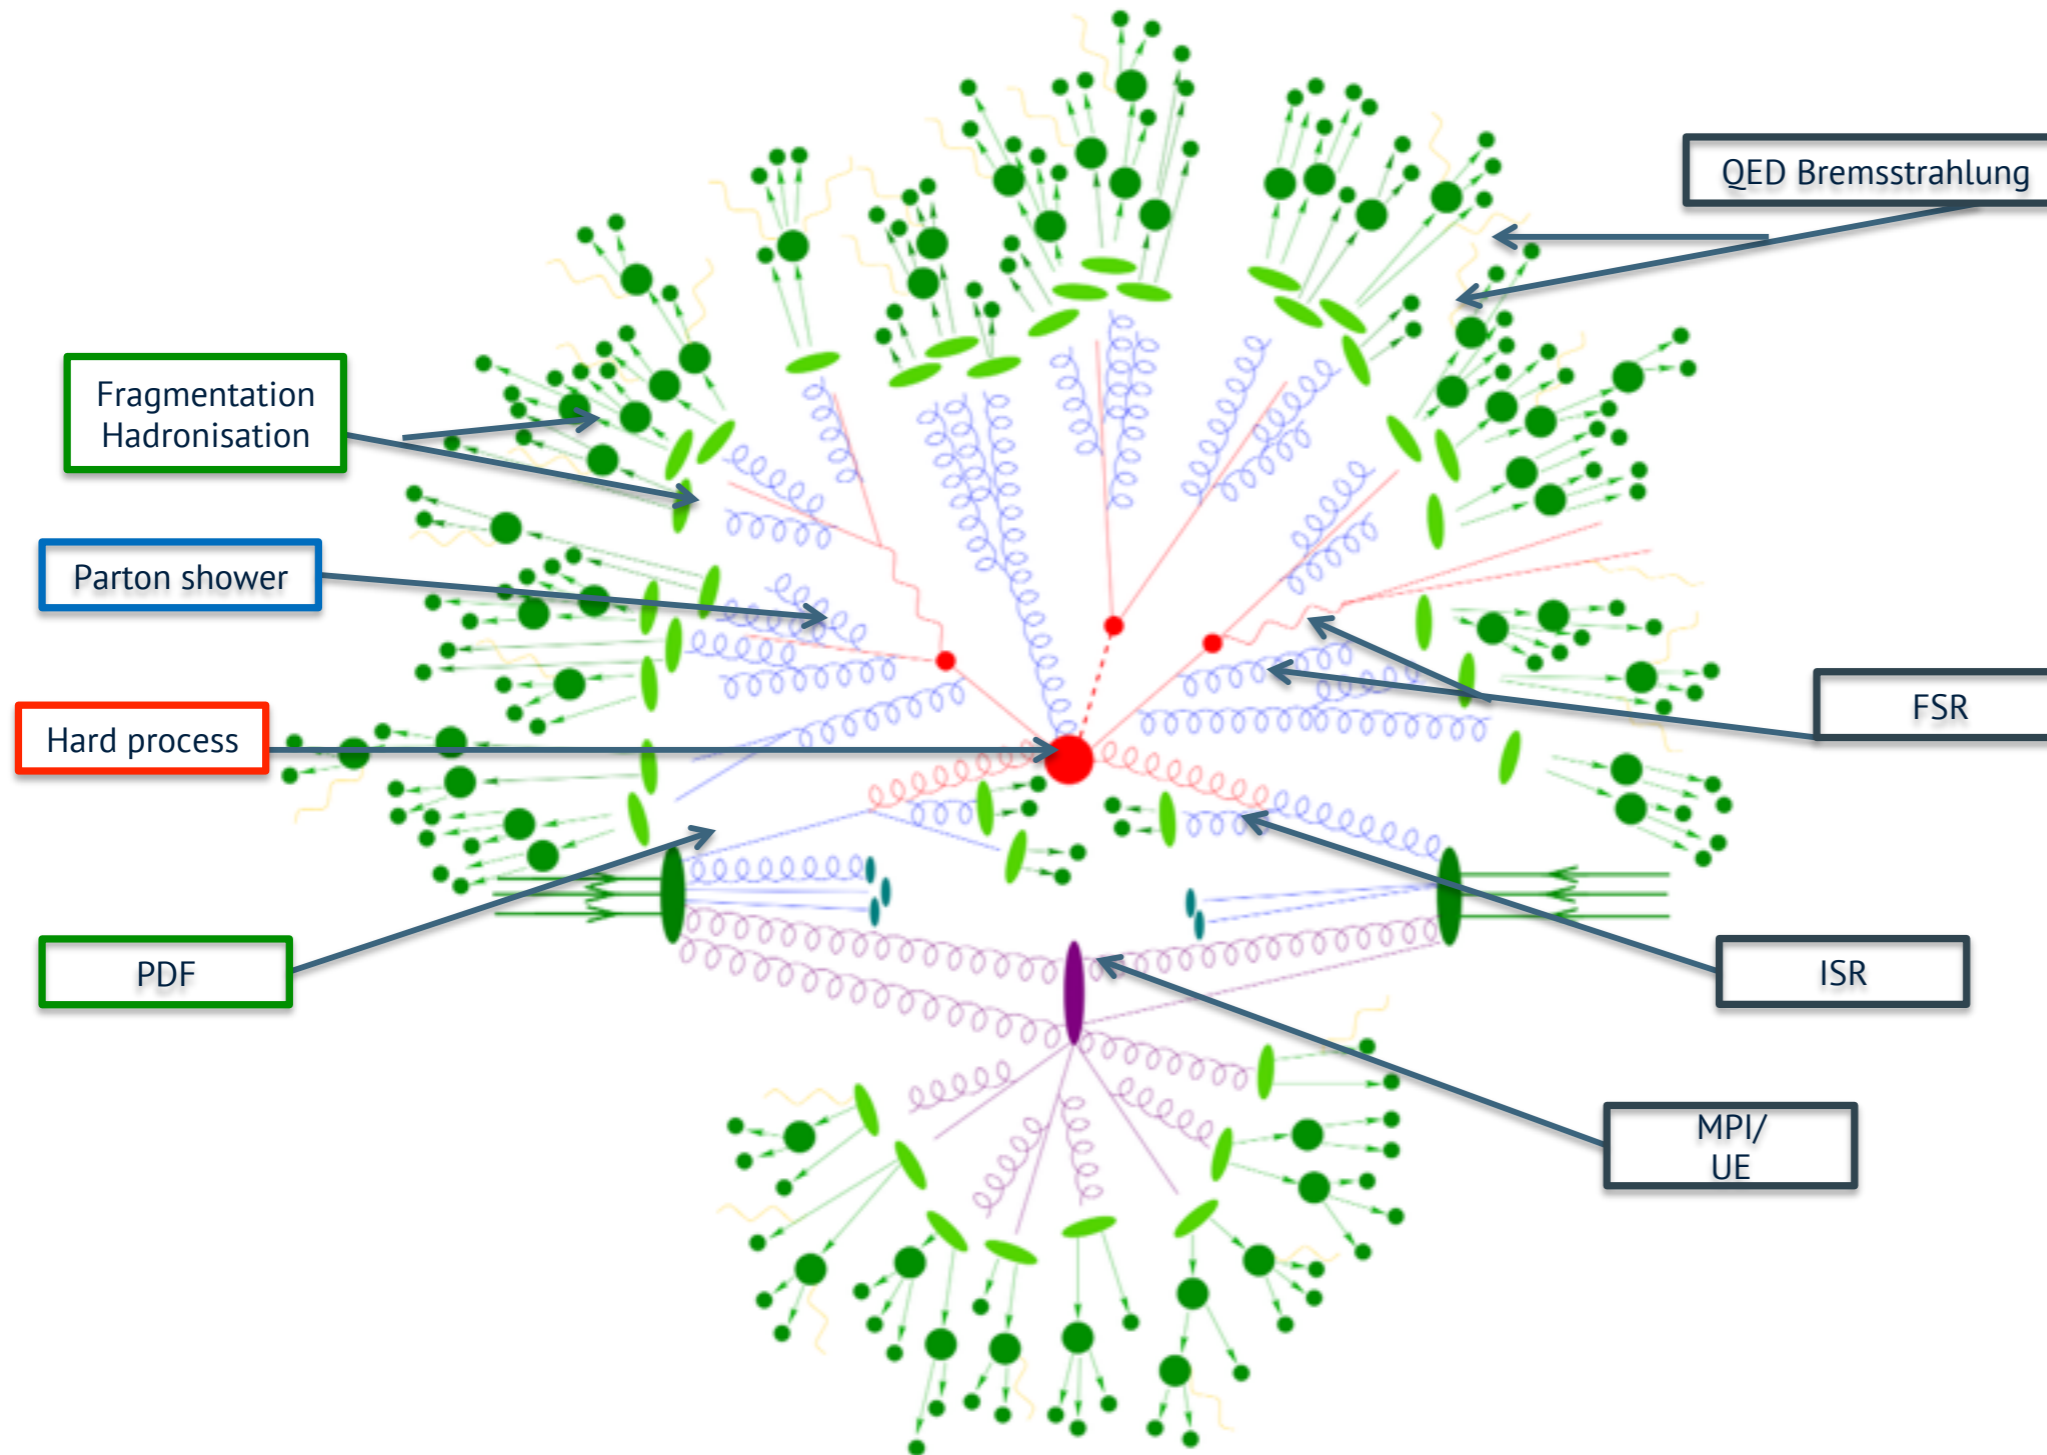 QED Bremsstrahlung
Fragmentation
Hadronisation
Parton shower
Hard process
FSR
PDF
ISR
MPI/
UE